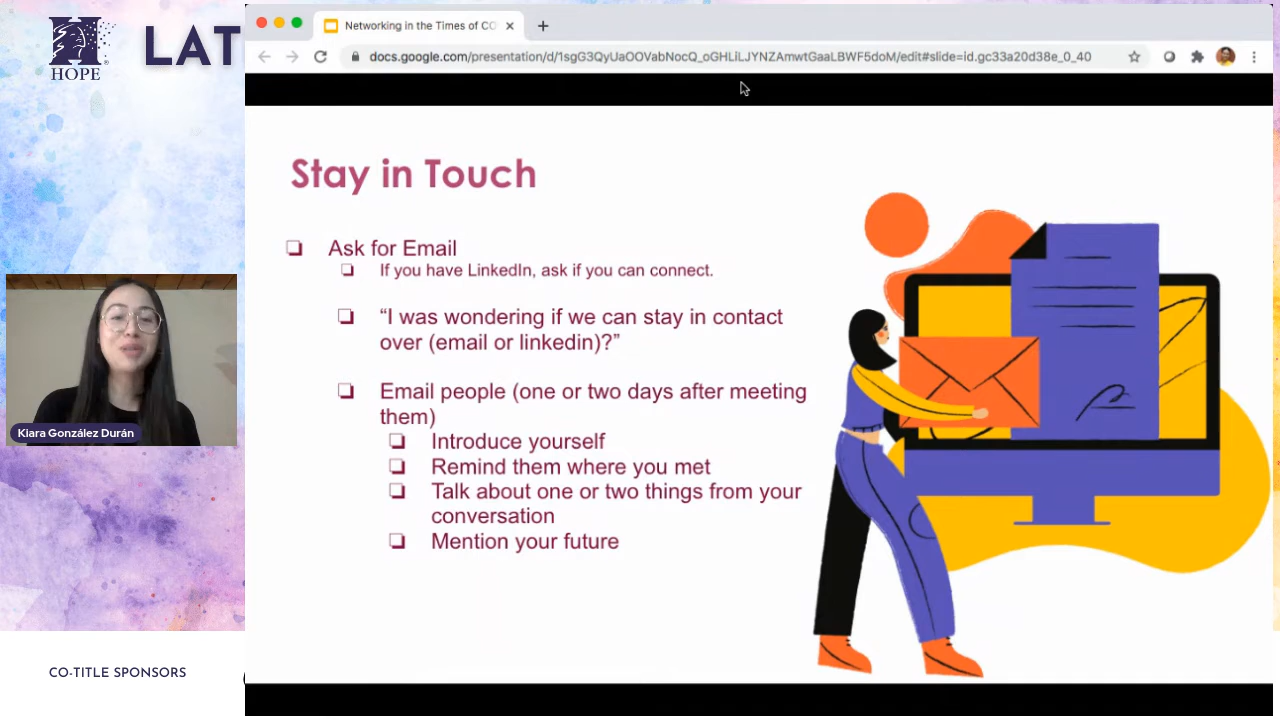 HOPE
LAT
Networking in the Times of CO
docs.google.com/presentation/d/1sgG3QyUaOOVabNocQ_oGHLiLJYNZAmwtGaaLBWF5doM/edit#slide=id.gc33a20d38e_0_40
Stay in Touch
Ask for Email
If you have LinkedIn, ask if you can connect.
“I was wondering if we can stay in contact
over (email or linkedin)?”
Email people (one or two days after meeting
them)
Introduce yourself
Remind them where you met
Talk about one or two things from your
conversation
Mention your future
Kiara González Durán
CO-TITLE SPONSORS